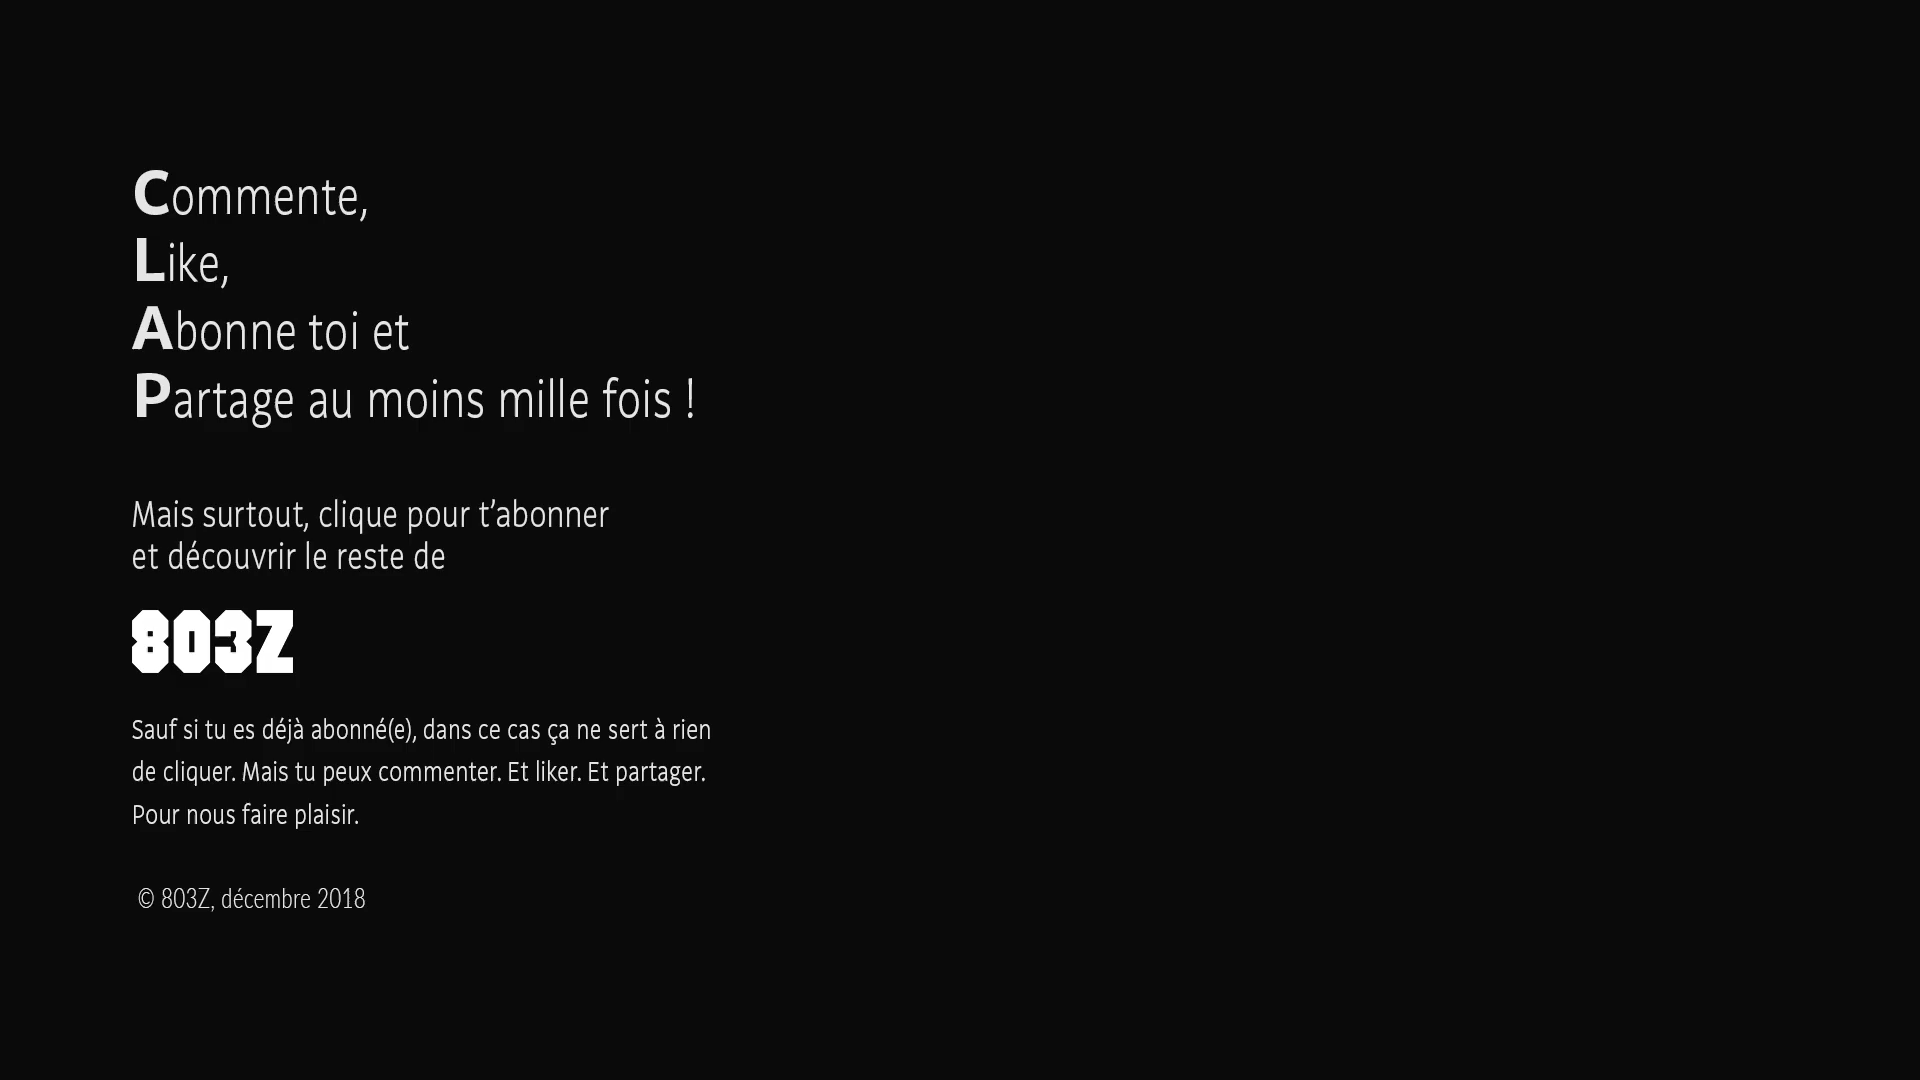 Commente,
Like,
Abonne toi et
Partage au moins mille fois !
Mais surtout, clique pour t’abonner
et découvrir le reste de
803Z
Sauf si tu es déjà abonné(e), dans ce cas ça ne sert à rien
de cliquer. Mais tu peux commenter. Et liker. Et partager.
Pour nous faire plaisir.
© 803Z, décembre 2018